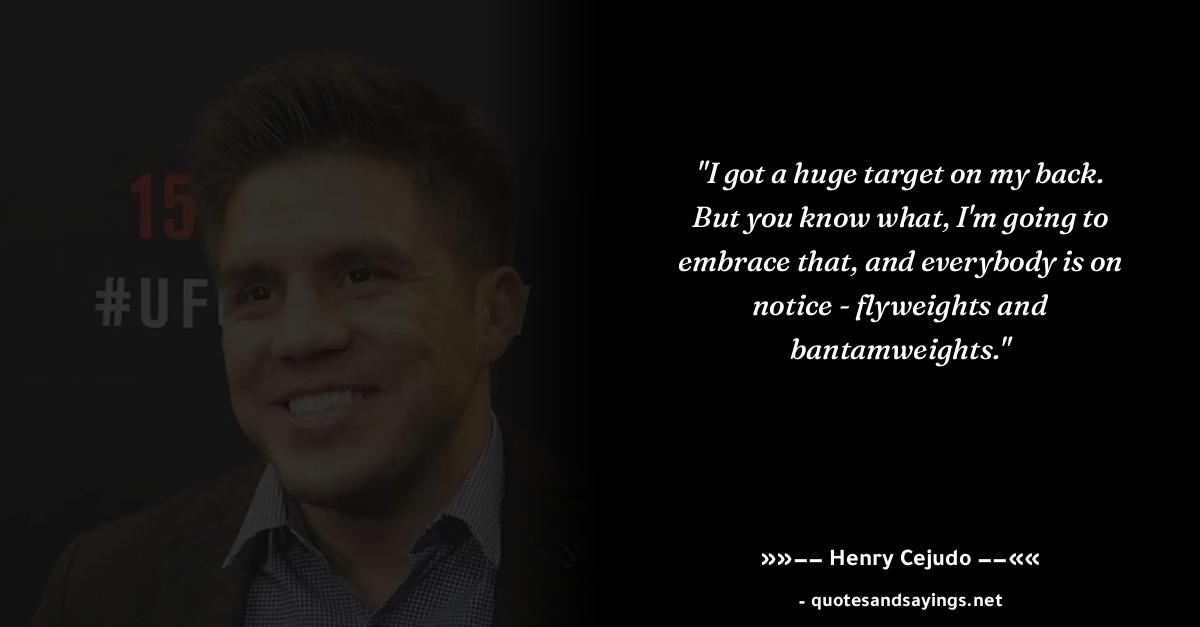 15
#UF
"I got a huge target on my back.
But you know what, I'm going to
embrace that, and everybody is on
notice - flyweights and
bantamweights."
»»–– Henry Cejudo ––««
- quotesandsayings.net